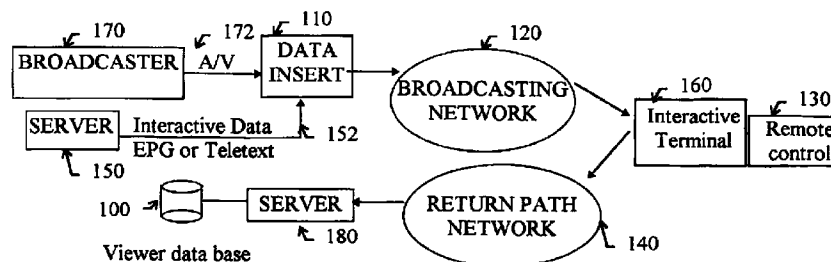 170
172
110
120
BROADCASTER
A/V
DATA
INSERT
BROADCASTING
NETWORK
160
130
Interactive
Terminal
Remote
control
SERVER
Interactive Data
EPG or Teletext
152
150
100
SERVER
RETURN PATH
NETWORK
180
140
Viewer data base